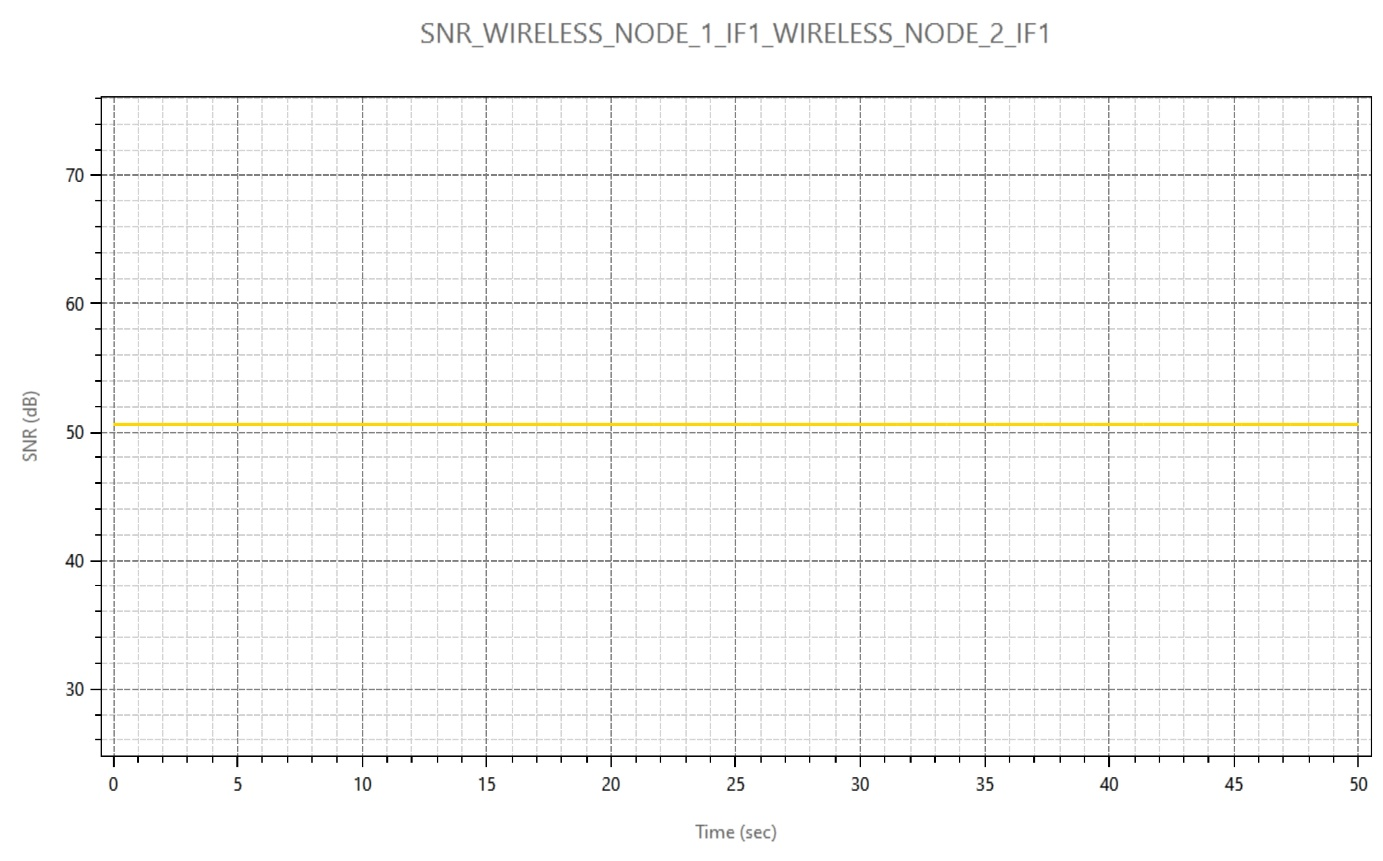 SNR_WIRELESS_NODE_1_IF1_WIRELESS_NODE_2_IF1
70
60
50
40
30
SNR (dB)
0 5 10 15 20 25 30 35 40 45 50
Time (sec)